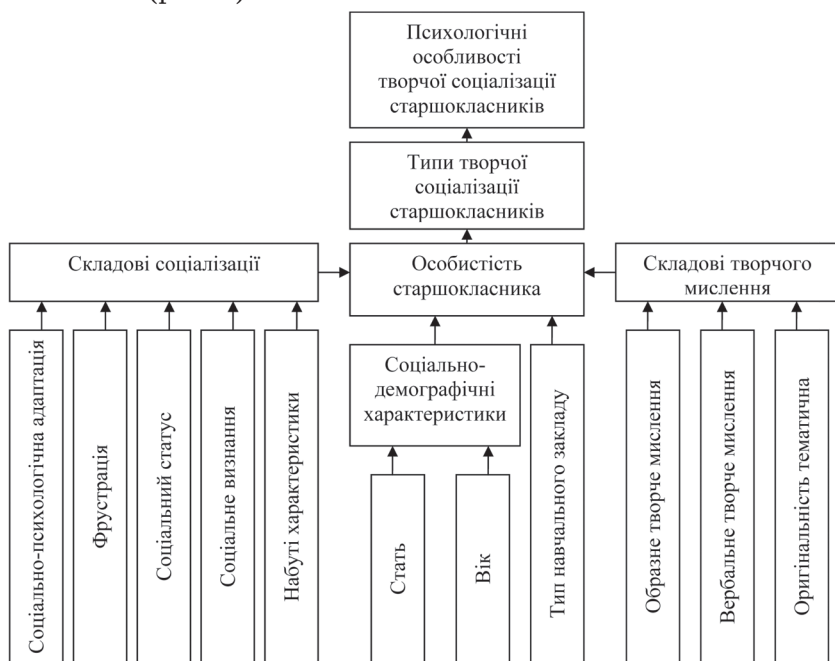 Психологічні
особливості
творчої соціалізації
старшокласників
Типи творчої
соціалізації
старшокласників
Складові соціалізації
Особистість
старшокласника
Складові творчого
мислення
Соціально-психологічна адаптація
Фрустрація
Соціальний статус
Соціальне визнання
Набуті характеристики
Соціально-
демографічні
характеристики
Стать
Вік
Тип навчального закладу
Образне творче мислення
Вербальне творче мислення
Оригінальність тематична